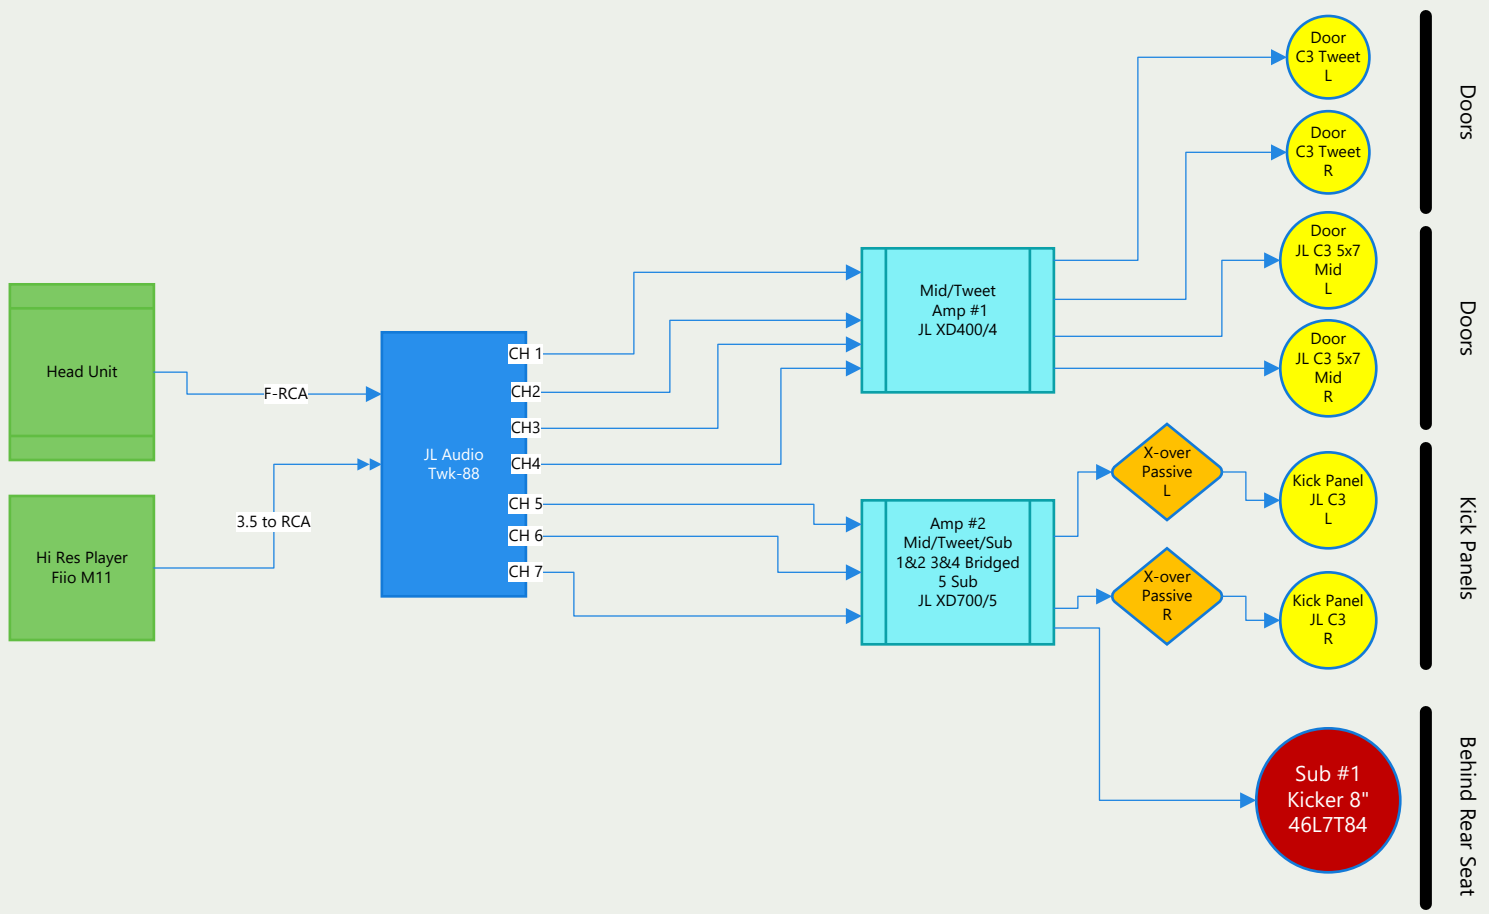 Head Unit
Hi Res Player
Fiio M11
F-RCA
3.5 to RCA
JL Audio
Twk-88
CH 1
CH2
CH3
CH4
CH 5
CH 6
CH 7
Mid/Tweet
Amp #1
JL XD400/4
Amp #2
Mid/Tweet/Sub
1&2 3&4 Bridged
5 Sub
JL XD700/5
X-over
Passive
L
X-over
Passive
R
Door
C3 Tweet
L
Door
C3 Tweet
R
Door
JL C3 5x7
Mid
L
Door
JL C3 5x7
Mid
R
Kick Panel
JL C3
L
Kick Panel
JL C3
R
Sub #1
Kicker 8"
46L7T84
Doors
Doors
Kick Panels
Behind Rear Seat